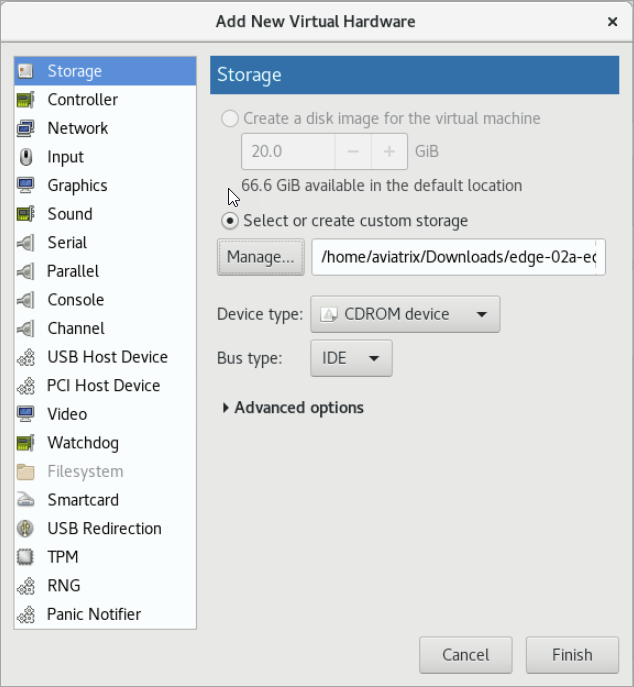 Add New Virtual Hardware
Storage
Controller
Network
Input
Graphics
Sound
Serial
Parallel
Console
Channel
USB Host Device
PCI Host Device
Video
Watchdog
Filesystem
Smartcard
USB Redirection
TPM
RNG
Panic Notifier
Storage
Create a disk image for the virtual machine
20.0 − + GiB
66.6 GiB available in the default location
Select or create custom storage
Manage... /home/aviatrix/Downloads/edge-02a-ec
Device type: CDROM device
Bus type: IDE
Advanced options
Cancel Finish